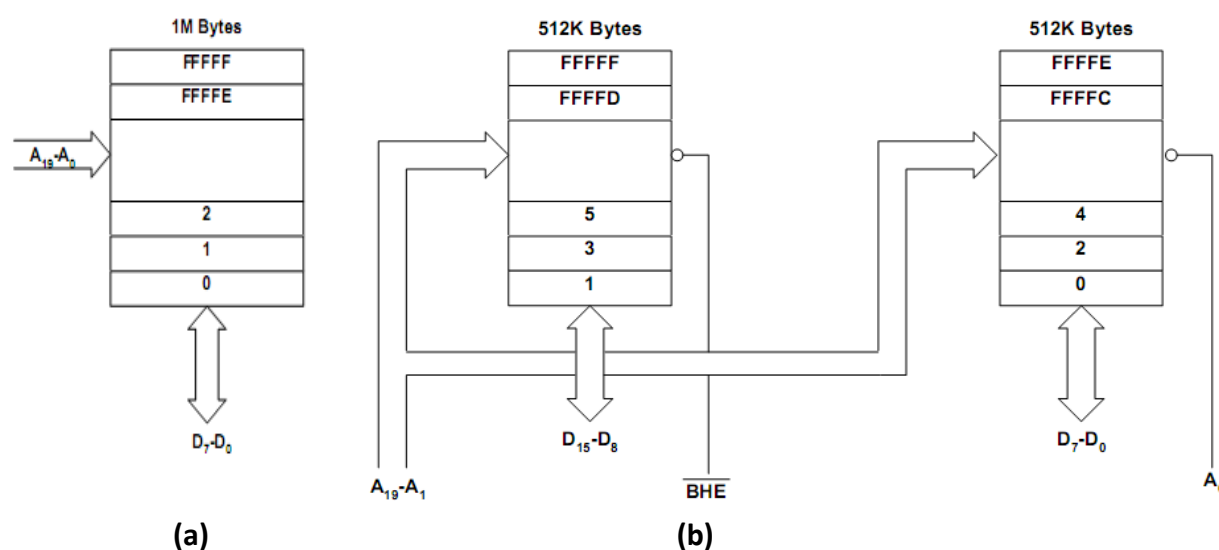 1M Bytes
FFFFF
FFFFE
A19-A0
2
1
0
D7-D0
(a)
512K Bytes
FFFFF
FFFFD
5
3
1
D15-D8
A19-A1
BHE
512K Bytes
FFFFE
FFFFC
4
2
0
D7-D0
(b)